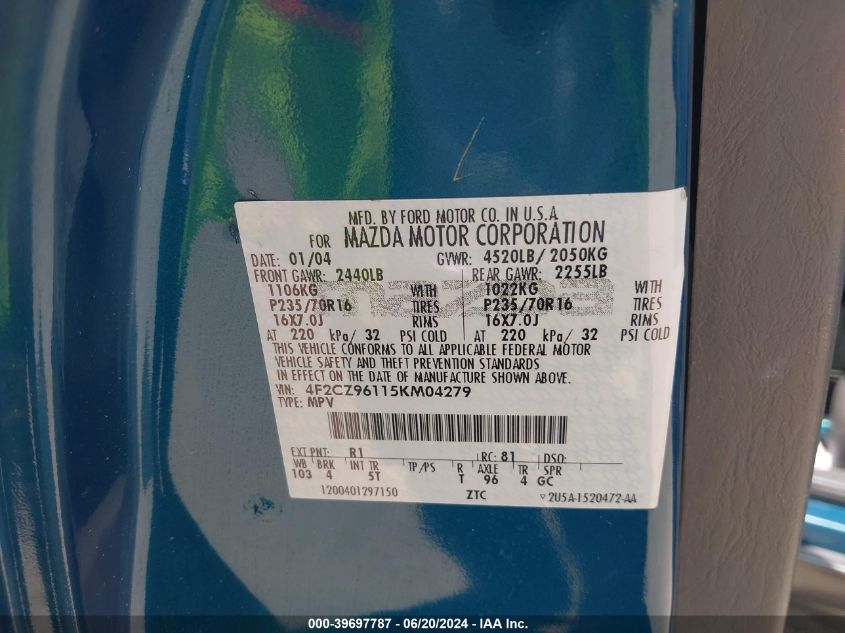 MFD. BY FORD MOTOR CO. IN U.S.A.
FOR MAZDA MOTOR CORPORATION
DATE: 01/04 GVWR: 4520LB/ 2050KG
FRONT GAWR: 2440LB REAR GAWR: 2255LB
1106KG WITH 1022KG WITH
P235/70R16 TIRES P235/70R16 TIRES
16X7.0J RIMS 16X7.0J RIMS
AT 220 kPa/ 32 PSI COLD AT 220 kPa/ 32 PSI COLD
THIS VEHICLE CONFORMS TO ALL APPLICABLE FEDERAL MOTOR
VEHICLE SAFETY AND THEFT PREVENTION STANDARDS
IN EFFECT ON THE DATE OF MANUFACTURE SHOWN ABOVE.
VIN: 4F2CZ96115KM04279
TYPE: MPV
EXT PNT: R1 RC: 81 DSO:
WB BRK INT TR TP/PS R AXLE TR SPR
103 4 5T T 96 4 GC
1200401297150 ZTC 2U5A-1520472-AA
000-39697787 - 06/20/2024 - IAA Inc.